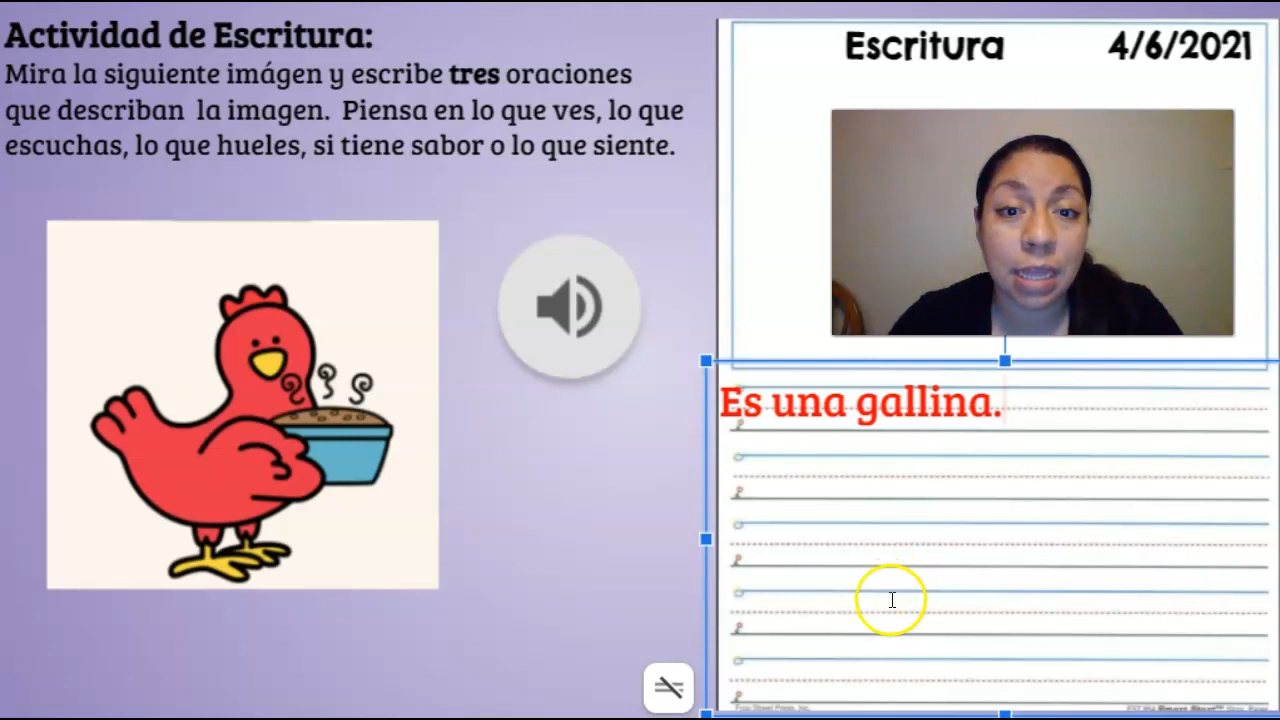 Actividad de Escritura:
Mira la siguiente imágen y escribe tres oraciones
que describan la imagen. Piensa en lo que ves, lo que
escuchas, lo que hueles, si tiene sabor o lo que siente.
Escritura 4/6/2021
Es una gallina.